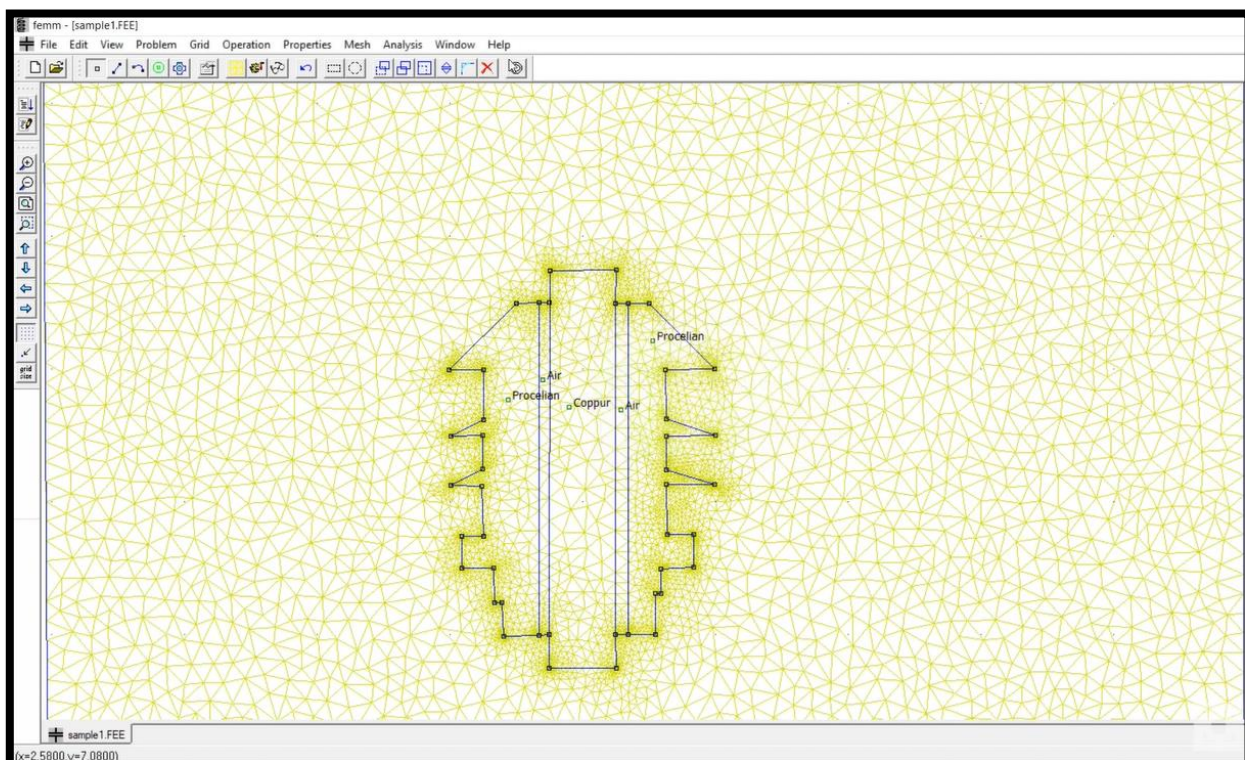 femm - [sample1.FEE]
File Edit View Problem Grid Operation Properties Mesh Analysis Window Help
grid
size
Procelian
Air
Procelian
Coppur
Air
sample1.FEE
(x=2.5800,y=7.0800)